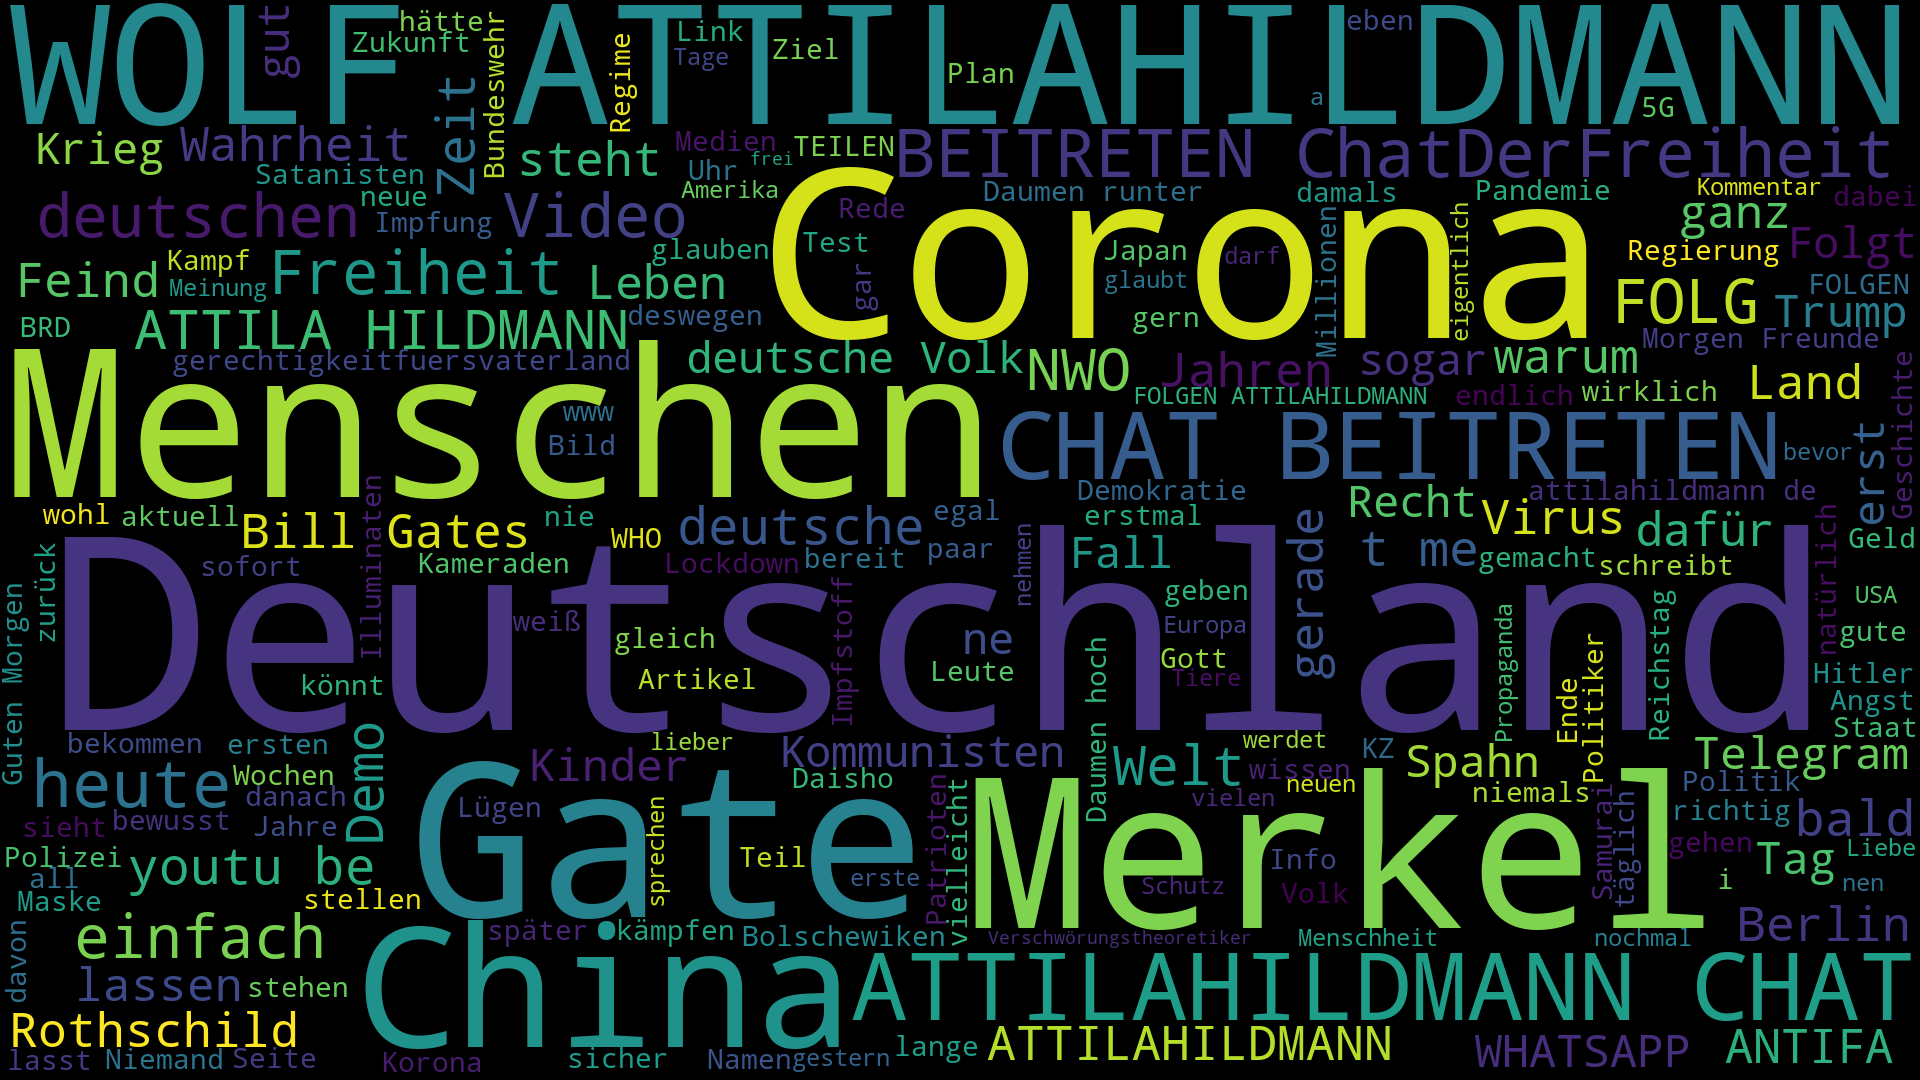 WOLF ATTILAHILDMANN
gut
Zukunft
hätter
Bundeswehr
Zeit
Regime
Link
Tage
Ziel
Plan
eben
a
5G
Krieg
Wahrheit
Satanisten
neue
steht
Medien
Uhr
frei
TEILEN
Amerika
BEITRETEN ChatDerFreiheit
Daumen runter
damals
Pandemie
Kommentar
dabei
deutschen
Impfung
Video
Corona
Rede
Test
glauben
gar
Japan
glaubt
darf
Millionen
eigentlich
ganz
Regierung
Folgt
Feind
Kampf
Meinung
Freiheit
Leben
gern
FOLG
FOLGEN
Trump
BRD
ATTILA HILDMANN
deswegen
Morgen Freunde
gerechtigkeitfuersvaterland
deutsche Volk
NWO
Jahren
sogar
warum
Land
Geschichte
FOLGEN ATTILAHILDMANN
endlich
wirklich
Menschen
www
Bild
CHAT BEITRETEN
bevor
erst
Demokratie
attilahildmann de
wohl
aktuell
Bill Gates
nie
WHO
deutsche
egal
erstmal
Recht
Virus
dafür
Geld
zurück
sofort
Illuminaten
Kameraden
Lockdown
bereit
paar
nehmen
Fall
gerade
t me
gemacht
schreibt
Deutschland
weiß
gleich
Impfstoff
ne
geben
Europa
USA
natürlich
gute
Guten Morgen
könnt
Artikel
Leute
Gott
Tiere
Daumen hoch
Propaganda
Ende
Politiker
Reichstag
Hitler
Angst
Staat
bekommen
ersten
Demo
lieber
Kinder
Kommunisten
Welt
werdet
KZ
Spahn
Telegram
heute
Wochen
danach
Daisho
wissen
neuen
vielen
niemals
Politik
sieht
bewusst
Jahre
Lügen
Gate
sprechen
Patrioten
vielleicht
Merkel
Samurai
täglich
richtig
bald
Polizei
all
youtu be
Teil
erste
Info
gehen
Tag
Liebe
Maske
stellen
Schutz
Volk
i
nen
davon
einfach
später
kämpfen
Bolschewiken
Verschwörungstheoretiker
Menschheit
nochmal
Berlin
lassen
stehen
China
ATTILAHILDMANN CHAT
Rothschild
lasst
Niemand
Seite
Korona
sicher
Namen
gestern
lange
ATTILAHILDMANN
WHATSAPP
ANTIFA